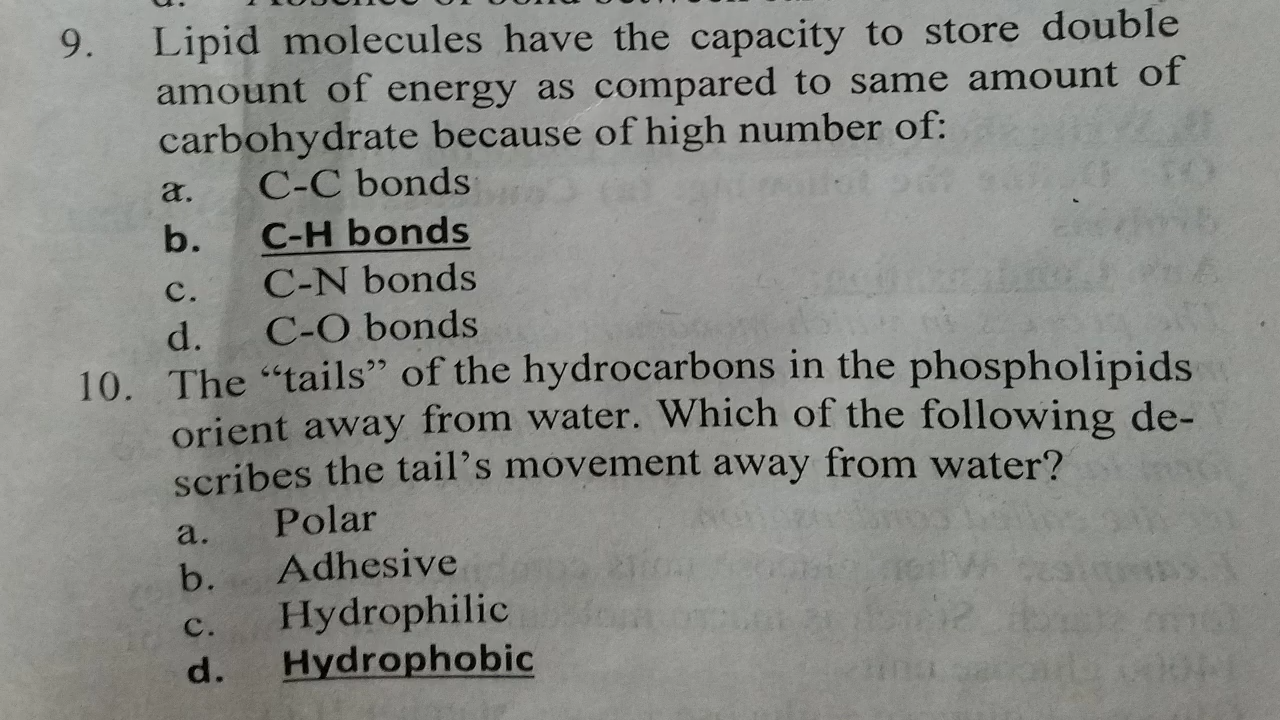 9. Lipid molecules have the capacity to store double
amount of energy as compared to same amount of
carbohydrate because of high number of:
a. C-C bonds
b. C-H bonds
c. C-N bonds
d. C-O bonds
10. The “tails” of the hydrocarbons in the phospholipids
orient away from water. Which of the following de-
scribes the tail’s movement away from water?
a. Polar
b. Adhesive
c. Hydrophilic
d. Hydrophobic